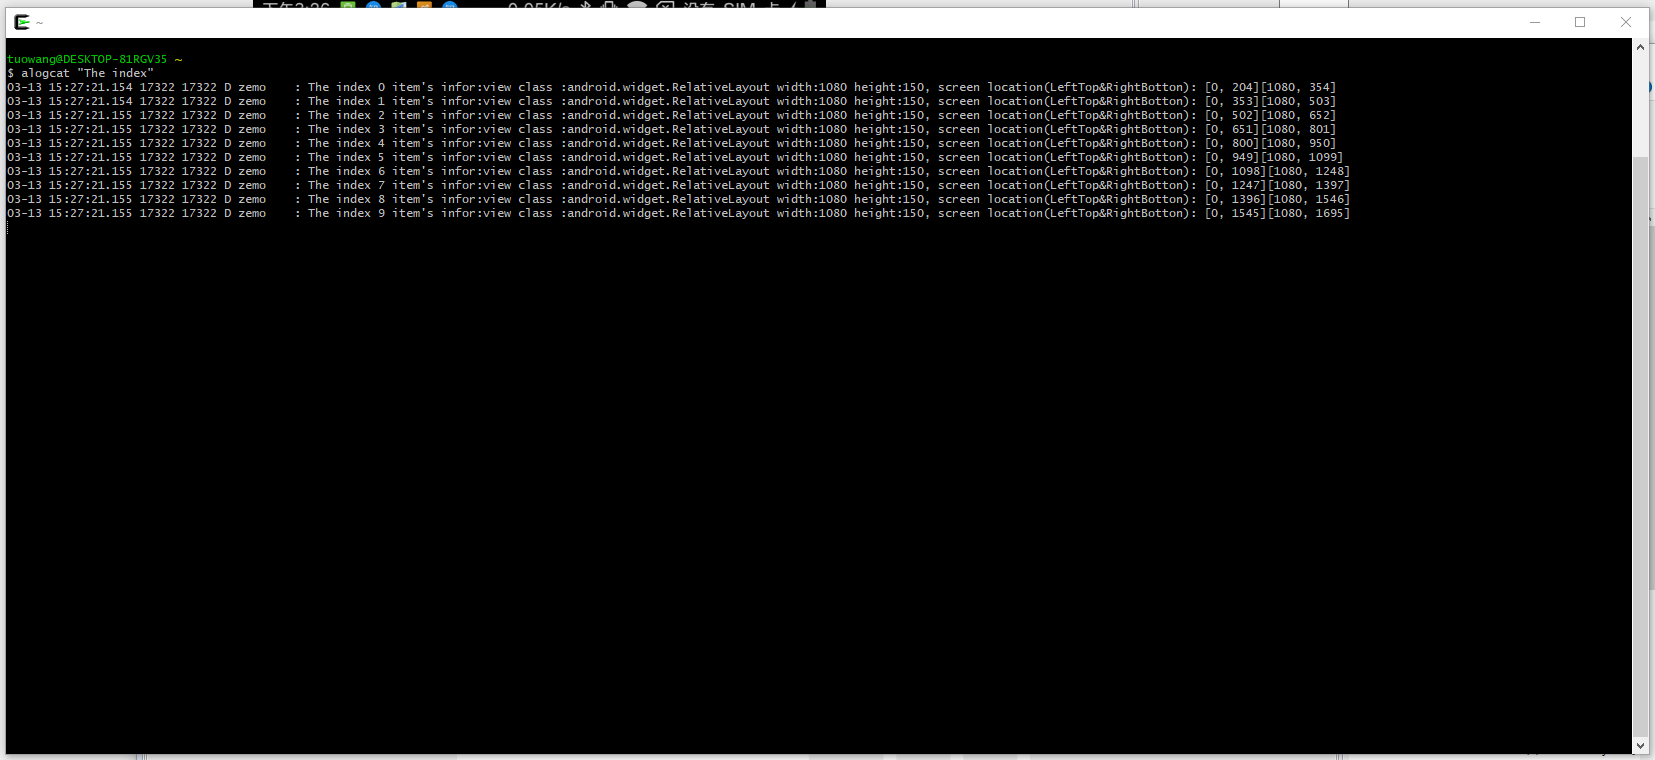 下午3:26 0.05K/s 没有 SIM 卡
~
tuowang@DESKTOP-81RGV35 ~
$ alogcat "The index"
03-13 15:27:21.154 17322 17322 D zemo    : The index 0 item's infor:view class :android.widget.RelativeLayout width:1080 height:150, screen location(LeftTop&RightBotton): [0, 204][1080, 354]
03-13 15:27:21.154 17322 17322 D zemo    : The index 1 item's infor:view class :android.widget.RelativeLayout width:1080 height:150, screen location(LeftTop&RightBotton): [0, 353][1080, 503]
03-13 15:27:21.155 17322 17322 D zemo    : The index 2 item's infor:view class :android.widget.RelativeLayout width:1080 height:150, screen location(LeftTop&RightBotton): [0, 502][1080, 652]
03-13 15:27:21.155 17322 17322 D zemo    : The index 3 item's infor:view class :android.widget.RelativeLayout width:1080 height:150, screen location(LeftTop&RightBotton): [0, 651][1080, 801]
03-13 15:27:21.155 17322 17322 D zemo    : The index 4 item's infor:view class :android.widget.RelativeLayout width:1080 height:150, screen location(LeftTop&RightBotton): [0, 800][1080, 950]
03-13 15:27:21.155 17322 17322 D zemo    : The index 5 item's infor:view class :android.widget.RelativeLayout width:1080 height:150, screen location(LeftTop&RightBotton): [0, 949][1080, 1099]
03-13 15:27:21.155 17322 17322 D zemo    : The index 6 item's infor:view class :android.widget.RelativeLayout width:1080 height:150, screen location(LeftTop&RightBotton): [0, 1098][1080, 1248]
03-13 15:27:21.155 17322 17322 D zemo    : The index 7 item's infor:view class :android.widget.RelativeLayout width:1080 height:150, screen location(LeftTop&RightBotton): [0, 1247][1080, 1397]
03-13 15:27:21.155 17322 17322 D zemo    : The index 8 item's infor:view class :android.widget.RelativeLayout width:1080 height:150, screen location(LeftTop&RightBotton): [0, 1396][1080, 1546]
03-13 15:27:21.155 17322 17322 D zemo    : The index 9 item's infor:view class :android.widget.RelativeLayout width:1080 height:150, screen location(LeftTop&RightBotton): [0, 1545][1080, 1695]